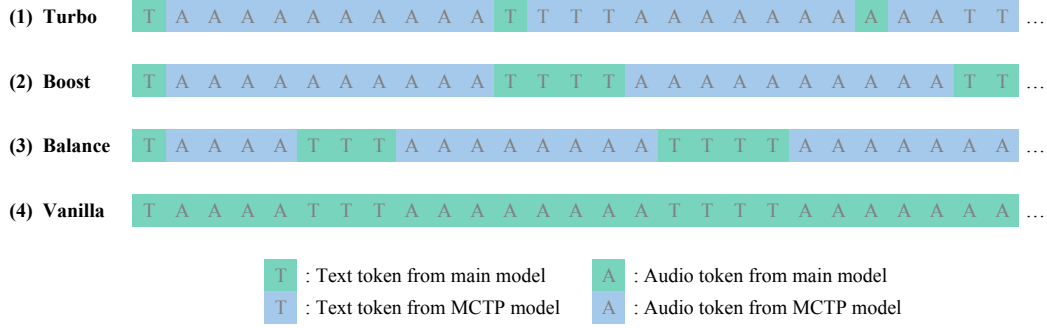 (1) Turbo T A A A A A A A A A A T T T T A A A A A A A A A A T T …
(2) Boost T A A A A A A A A A A T T T T A A A A A A A A A A T T …
(3) Balance T A A A A T T T A A A A A A A A T T T T A A A A A A A …
(4) Vanilla T A A A A T T T A A A A A A A A T T T T A A A A A A A …
T : Text token from main model A : Audio token from main model
T : Text token from MCTP model A : Audio token from MCTP model